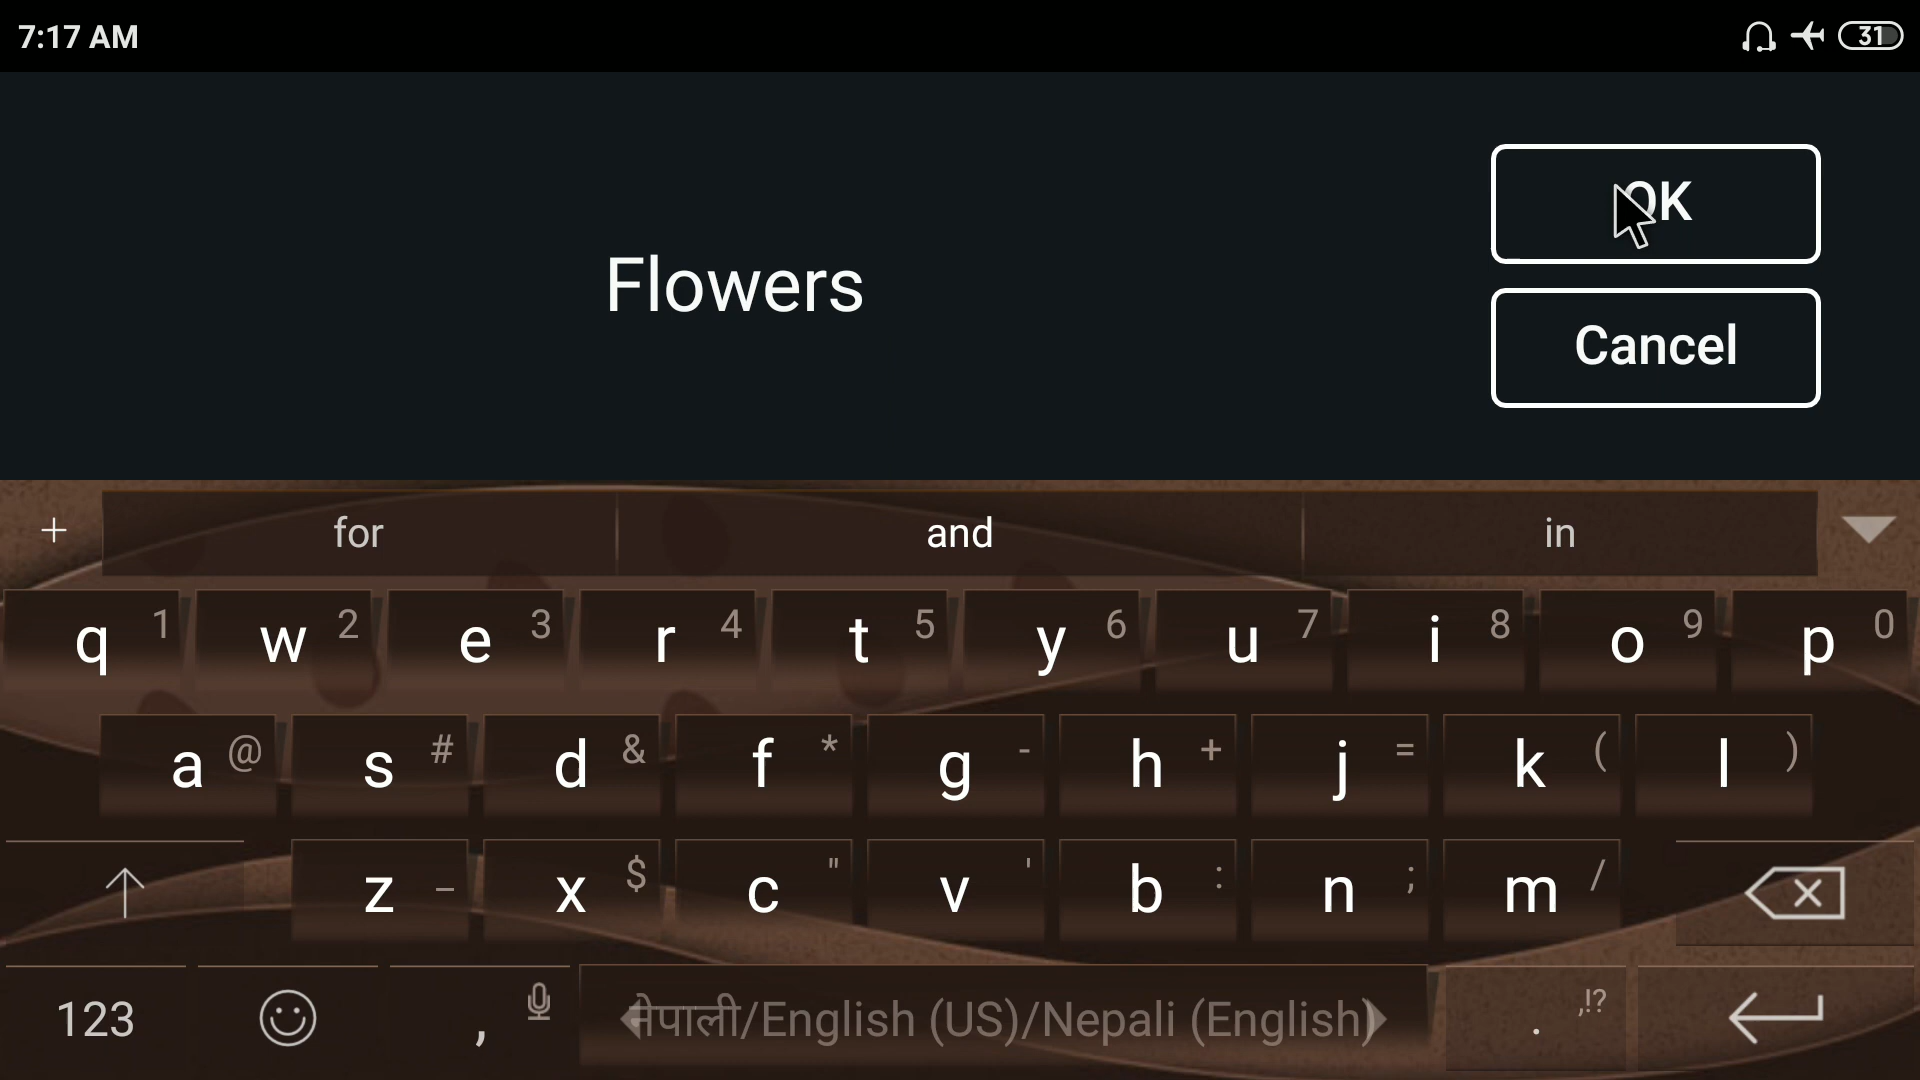 7:17 AM 31
OK
Flowers
Cancel
+ for and in
q 1 w 2 e 3 r 4 t 5 y 6 u 7 i 8 o 9 p 0
a @ s # d & f * g - h + j = k ( l )
z _ x $ c " v ' b : n ; m /
123 , नेपाली/English (US)/Nepali (English) . ,!?